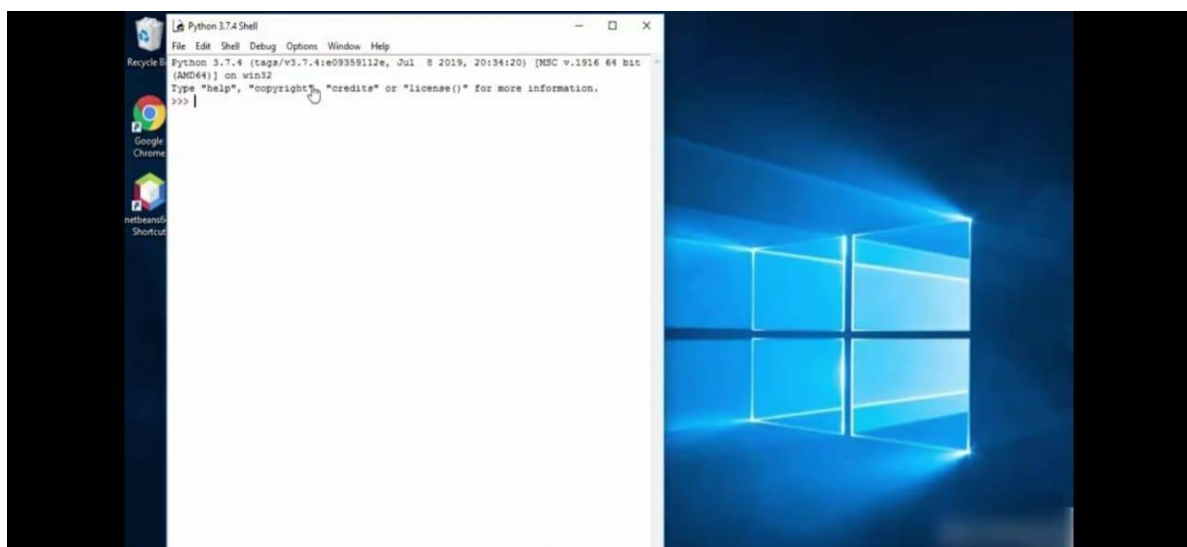 Python 3.7.4 Shell
File Edit Shell Debug Options Window Help
Python 3.7.4 (tags/v3.7.4:e09359112e, Jul 8 2019, 20:34:20) [MSC v.1916 64 bit
(AMD64)] on win32
Type "help", "copyright", "credits" or "license()" for more information.
>>>
Recycle B
Google
Chrome
netbeans6
Shortcut